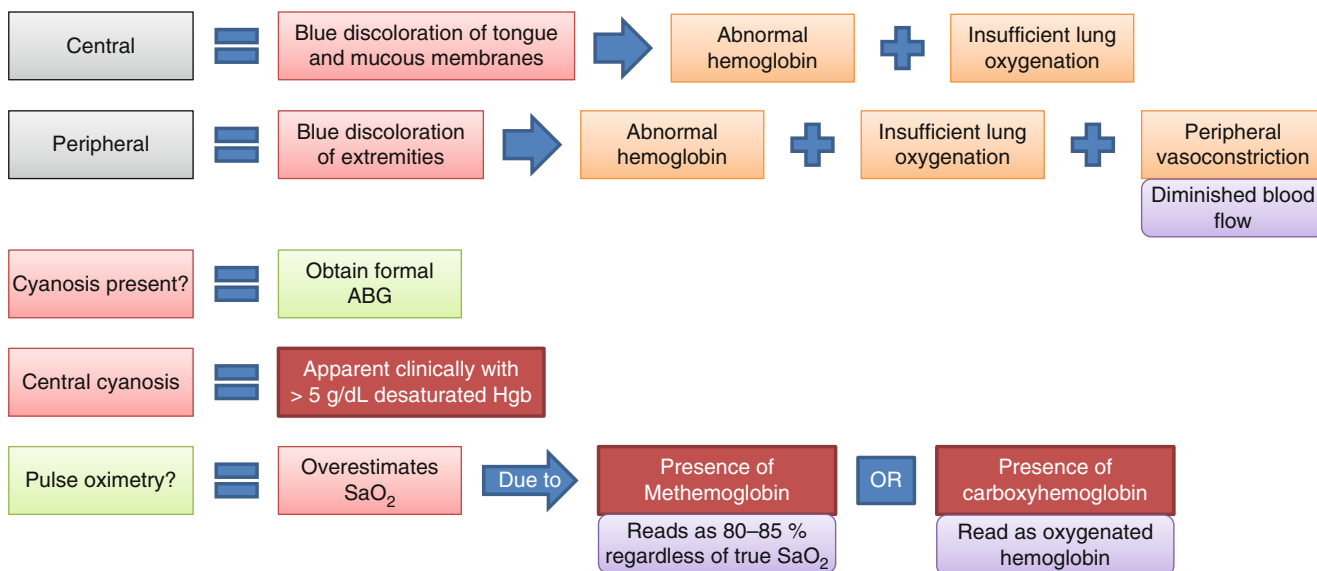 Central
Blue discoloration of tongue
and mucous membranes
Abnormal
hemoglobin
Insufficient lung
oxygenation
Peripheral
Blue discoloration
of extremities
Abnormal
hemoglobin
Insufficient lung
oxygenation
Peripheral
vasoconstriction
Diminished blood
flow
Cyanosis present?
Obtain formal
ABG
Central cyanosis
Apparent clinically with
> 5 g/dL desaturated Hgb
Pulse oximetry?
Overestimates
SaO₂
Due to
Presence of
Methemoglobin
Reads as 80–85 %
regardless of true SaO₂
OR
Presence of
carboxyhemoglobin
Read as oxygenated
hemoglobin